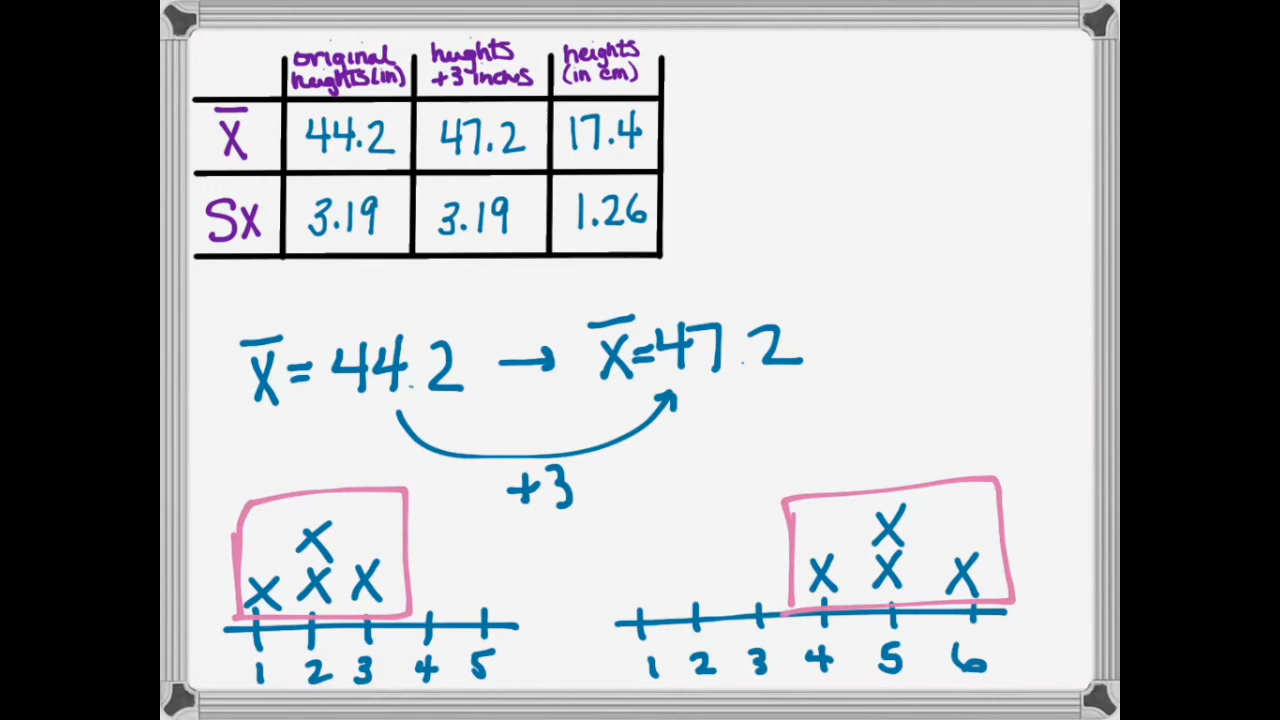 original heights(in)
heights +3 inches
heights (in cm)
x̄ 44.2 47.2 17.4
Sx 3.19 3.19 1.26
x̄ = 44.2 → x̄=47.2
+3
X X
X X X X X X
1 2 3 4 5 1 2 3 4 5 6